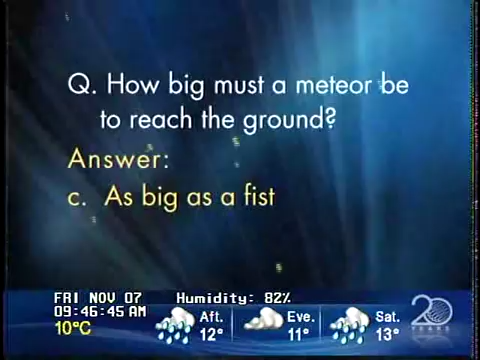 Q. How big must a meteor be
to reach the ground?
Answer:
c. As big as a fist
FRI NOV 07
Humidity: 82%
09:46:45 AM
10°C
Aft.
12°
Eve.
11°
Sat.
13°
20
YEARS